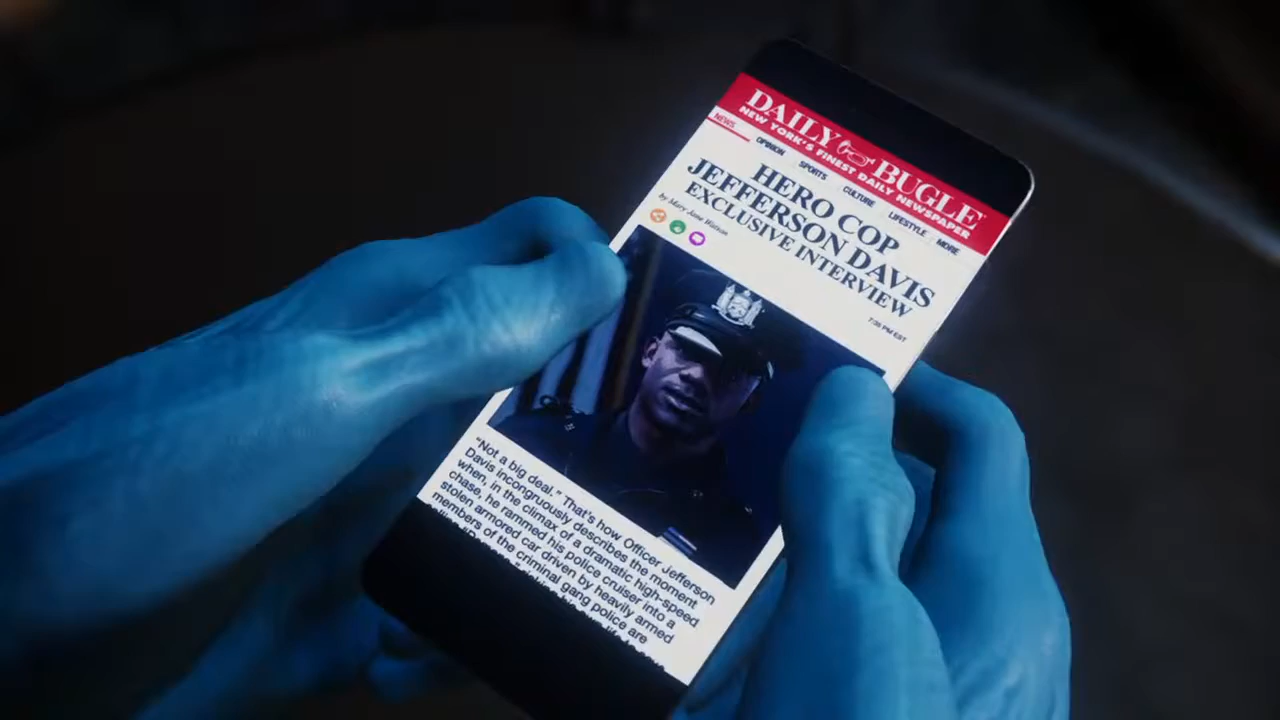 DAILY BUGLE
NEW YORK'S FINEST DAILY NEWSPAPER
NEWS OPINION SPORTS CULTURE LIFESTYLE MORE
HERO COP
JEFFERSON DAVIS
EXCLUSIVE INTERVIEW
by Mary Jane Watson
7:30 PM EST
"Not a big deal." That's how Officer Jefferson
Davis incongruously describes the moment
when, in the climax of a dramatic high-speed
chase, he rammed his police cruiser into a
stolen armored car driven by heavily armed
members of the criminal gang police are